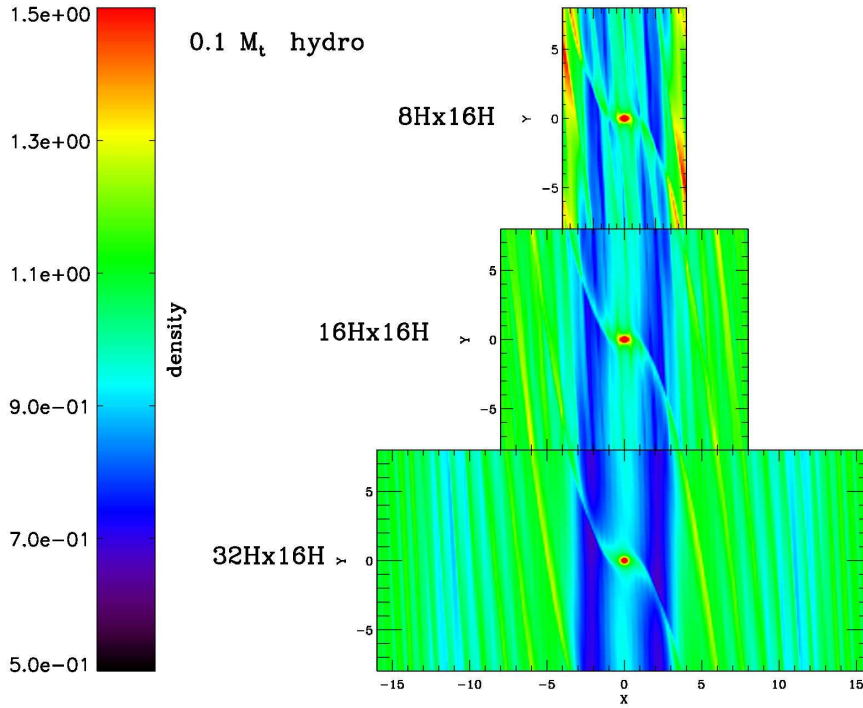 1.5e+00
1.3e+00
1.1e+00
9.0e-01
7.0e-01
5.0e-01
density
0.1 Mt hydro
8Hx16H
Y
5
0
-5
16Hx16H
Y
5
0
-5
32Hx16H
Y
5
0
-5
-15 -10 -5 0 5 10 15
X